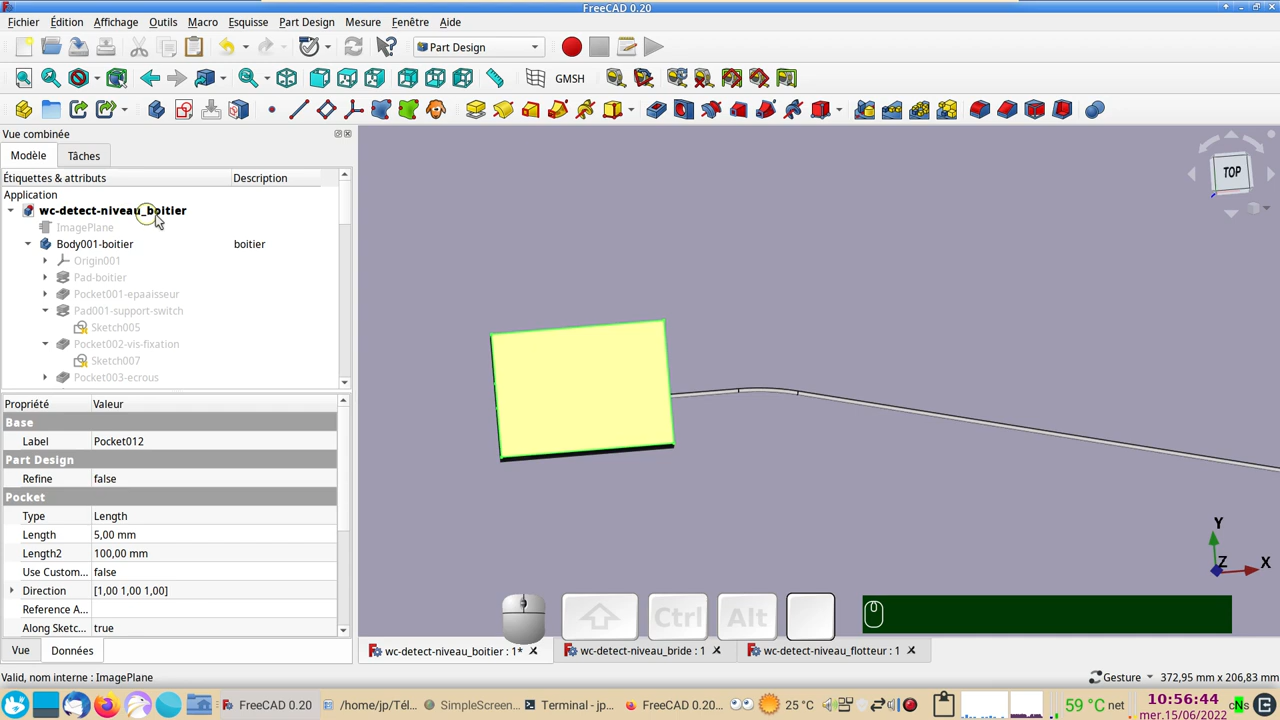 FreeCAD 0.20
Fichier Édition Affichage Outils Macro Esquisse Part Design Mesure Fenêtre Aide
Part Design
GMSH
Vue combinée
Modèle Tâches
Étiquettes & attributs Description
Application
wc-detect-niveau_boitier
ImagePlane
Body001-boitier boitier
Origin001
Pad-boitier
Pocket001-epaaisseur
Pad001-support-switch
Sketch005
Pocket002-vis-fixation
Sketch007
Pocket003-ecrous
Propriété Valeur
Base
Label Pocket012
Part Design
Refine false
Pocket
Type Length
Length 5,00 mm
Length2 100,00 mm
Use Custom... false
Direction [1,00 1,00 1,00]
Reference A...
Along Sketc... true
Vue Données
TOP
Y
Z X
Ctrl Alt
wc-detect-niveau_boitier : 1* wc-detect-niveau_bride : 1 wc-detect-niveau_flotteur : 1
Valid, nom interne : ImagePlane
Gesture 372,95 mm x 206,83 mm
FreeCAD 0.20 /home/jp/Tél... SimpleScreen... Terminal - jp... FreeCAD 0.20... 25 °C 59 °C net 10:56:44 cNs
mer.15/06/2022